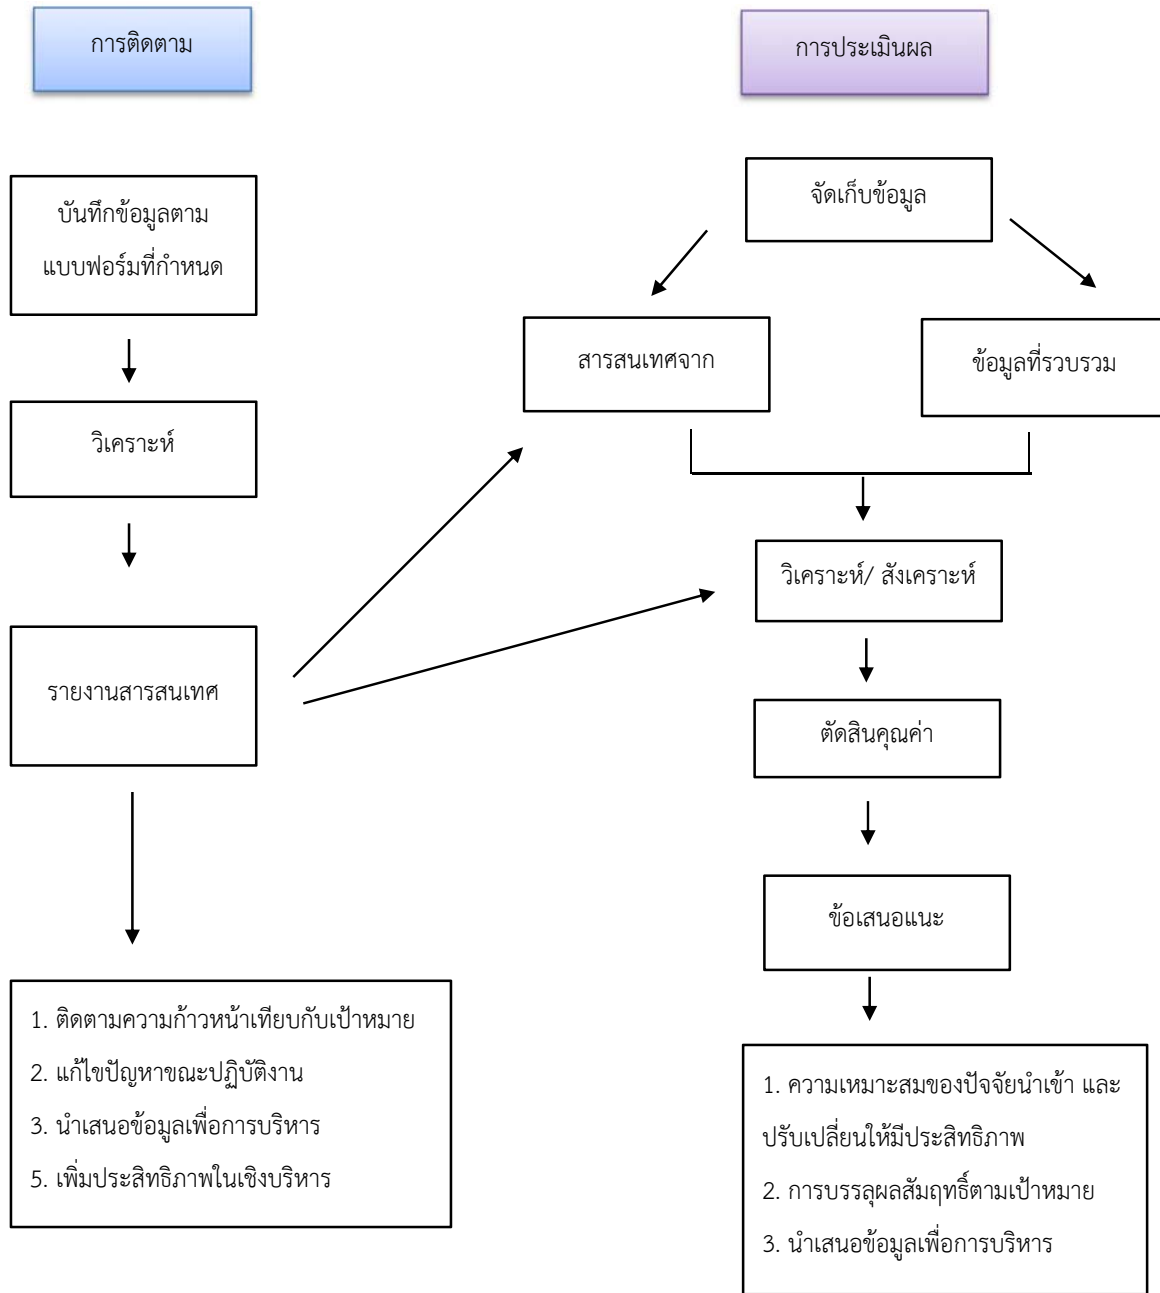 การติดตาม
การประเมินผล
บันทึกข้อมูลตาม
แบบฟอร์มที่กำหนด
วิเคราะห์
รายงานสารสนเทศ
1. ติดตามความก้าวหน้าเทียบกับเป้าหมาย
2. แก้ไขปัญหาขณะปฏิบัติงาน
3. นำเสนอข้อมูลเพื่อการบริหาร
5. เพิ่มประสิทธิภาพในเชิงบริหาร
จัดเก็บข้อมูล
สารสนเทศจาก
ข้อมูลที่รวบรวม
วิเคราะห์/ สังเคราะห์
ตัดสินคุณค่า
ข้อเสนอแนะ
1. ความเหมาะสมของปัจจัยนำเข้า และ
ปรับเปลี่ยนให้มีประสิทธิภาพ
2. การบรรลุผลสัมฤทธิ์ตามเป้าหมาย
3. นำเสนอข้อมูลเพื่อการบริหาร